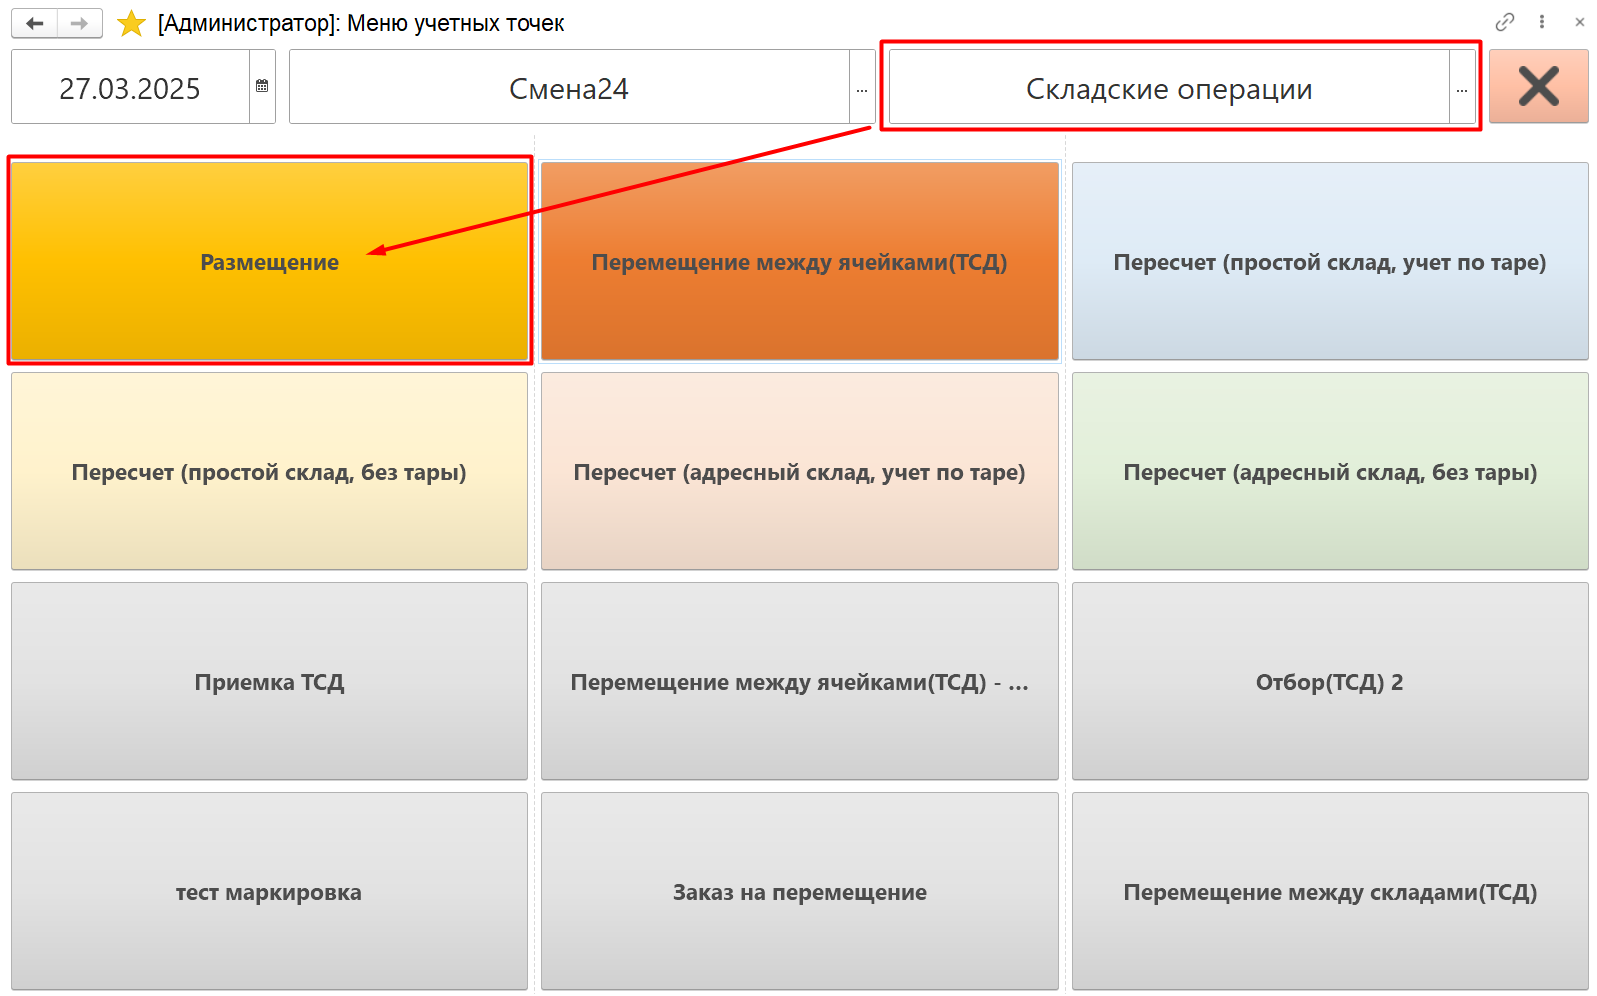 [Администратор]: Меню учетных точек
27.03.2025
Смена24
...
Складские операции
...
Размещение
Перемещение между ячейками(ТСД)
Пересчет (простой склад, учет по таре)
Пересчет (простой склад, без тары)
Пересчет (адресный склад, учет по таре)
Пересчет (адресный склад, без тары)
Приемка ТСД
Перемещение между ячейками(ТСД) - ...
Отбор(ТСД) 2
тест маркировка
Заказ на перемещение
Перемещение между складами(ТСД)